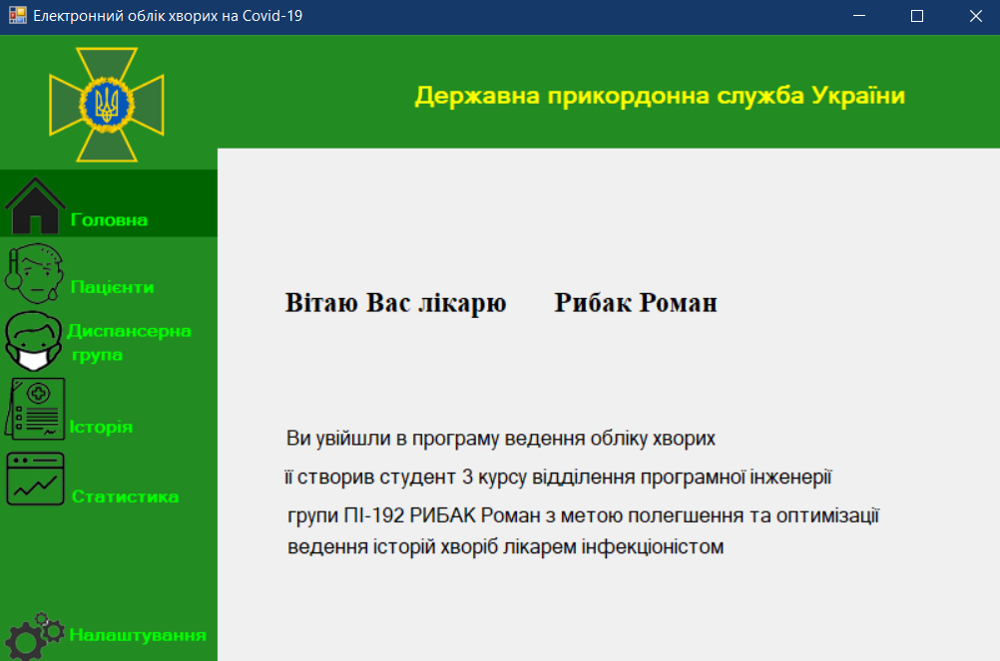 Електронний облік хворих на Covid-19
Державна прикордонна служба України
Головна
Пацієнти
Диспансерна
група
Історія
Статистика
Налаштування
Вітаю Вас лікарю Рибак Роман
Ви увійшли в програму ведення обліку хворих
її створив студент 3 курсу відділення програмної інженерії
групи ПІ-192 РИБАК Роман з метою полегшення та оптимізації
ведення історій хворіб лікарем інфекціоністом